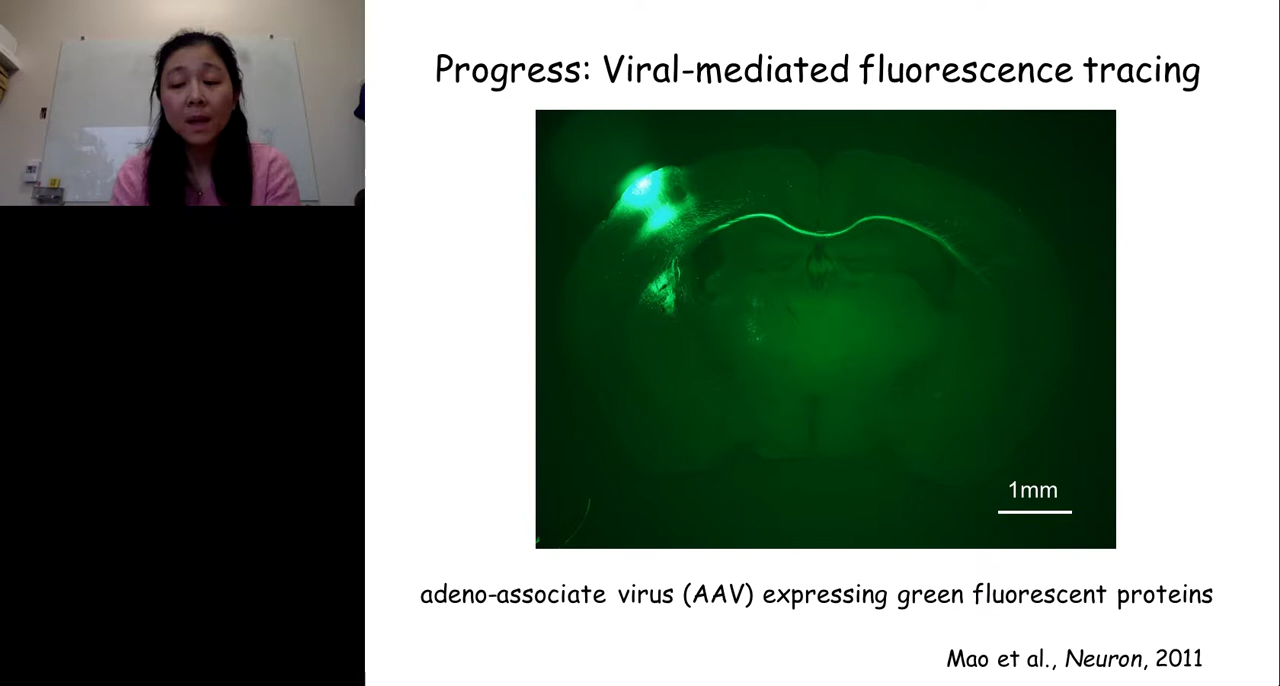 Progress: Viral-mediated fluorescence tracing
1mm
adeno-associate virus (AAV) expressing green fluorescent proteins
Mao et al., Neuron, 2011